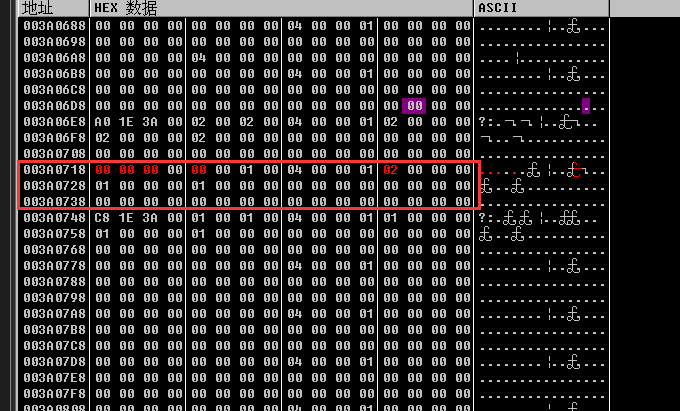 地址 HEX 数据 ASCII
003A0688 00 00 00 00 00 00 00 00 04 00 00 01 00 00 00 00 ........¦..£....
003A0698 00 00 00 00 00 00 00 00 00 00 00 00 00 00 00 00 ................
003A06A8 00 00 00 00 04 00 00 00 00 00 00 00 00 00 00 00 ....¦...........
003A06B8 00 00 00 00 00 00 00 00 04 00 00 01 00 00 00 00 ........¦..£....
003A06C8 00 00 00 00 00 00 00 00 00 00 00 00 00 00 00 00 ................
003A06D8 00 00 00 00 00 00 00 00 00 00 00 00 00 00 00 00 ................
003A06E8 A0 1E 3A 00 02 00 02 00 04 00 00 01 02 00 00 00 ?:.¬.¬.¦..£¬...
003A06F8 02 00 00 00 02 00 00 00 00 00 00 00 00 00 00 00 ¬...¬...........
003A0708 00 00 00 00 00 00 00 00 00 00 00 00 00 00 00 00 ................
003A0718 00 00 00 00 00 00 01 00 04 00 00 01 02 00 00 00 ......£.¦..£¬...
003A0728 01 00 00 00 01 00 00 00 00 00 00 00 00 00 00 00 £...£...........
003A0738 00 00 00 00 00 00 00 00 00 00 00 00 00 00 00 00 ................
003A0748 C8 1E 3A 00 01 00 01 00 04 00 00 01 01 00 00 00 ?:.£.£.¦..££...
003A0758 01 00 00 00 01 00 00 00 00 00 00 00 00 00 00 00 £...£...........
003A0768 00 00 00 00 00 00 00 00 00 00 00 00 00 00 00 00 ................
003A0778 00 00 00 00 00 00 00 00 04 00 00 01 00 00 00 00 ........¦..£....
003A0788 00 00 00 00 00 00 00 00 00 00 00 00 00 00 00 00 ................
003A0798 00 00 00 00 00 00 00 00 00 00 00 00 00 00 00 00 ................
003A07A8 00 00 00 00 00 00 00 00 04 00 00 01 00 00 00 00 ........¦..£....
003A07B8 00 00 00 00 00 00 00 00 00 00 00 00 00 00 00 00 ................
003A07C8 00 00 00 00 00 00 00 00 00 00 00 00 00 00 00 00 ................
003A07D8 00 00 00 00 00 00 00 00 04 00 00 01 00 00 00 00 ........¦..£....
003A07E8 00 00 00 00 00 00 00 00 00 00 00 00 00 00 00 00 ................
003A07F8 00 00 00 00 00 00 00 00 00 00 00 00 00 00 00 00 ................
003A0808 00 00 00 00 00 00 00 00 04 00 00 01 00 00 00 00 ........¦..£....